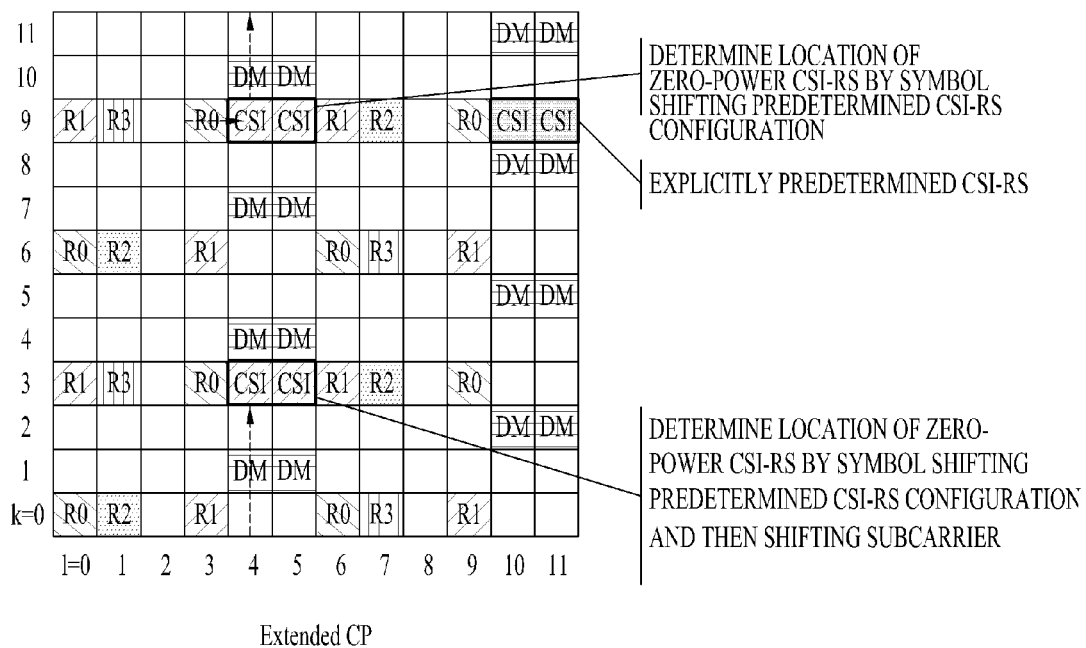 11 DM DM
10 DM DM
9 R1 R3 R0 CSI CSI R1 R2 R0 CSI CSI
8 DM DM
7 DM DM
6 R0 R2 R1 R0 R3 R1
5 DM DM
4 DM DM
3 R1 R3 R0 CSI CSI R1 R2 R0
2 DM DM
1 DM DM
k=0 R0 R2 R1 R0 R3 R1
l=0 1 2 3 4 5 6 7 8 9 10 11
Extended CP
DETERMINE LOCATION OF
ZERO-POWER CSI-RS BY SYMBOL
SHIFTING PREDETERMINED CSI-RS
CONFIGURATION
EXPLICITLY PREDETERMINED CSI-RS
DETERMINE LOCATION OF ZERO-
POWER CSI-RS BY SYMBOL SHIFTING
PREDETERMINED CSI-RS CONFIGURATION
AND THEN SHIFTING SUBCARRIER